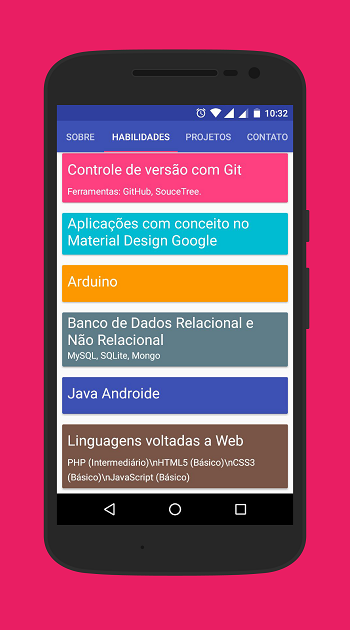 10:32
SOBRE HABILIDADES PROJETOS CONTATO
Controle de versão com Git
Ferramentas: GitHub, SouceTree.
Aplicações com conceito no
Material Design Google
Arduino
Banco de Dados Relacional e
Não Relacional
MySQL, SQLite, Mongo
Java Androide
Linguagens voltadas a Web
PHP (Intermediário)\nHTML5 (Básico)\nCSS3
(Básico)\nJavaScript (Básico)